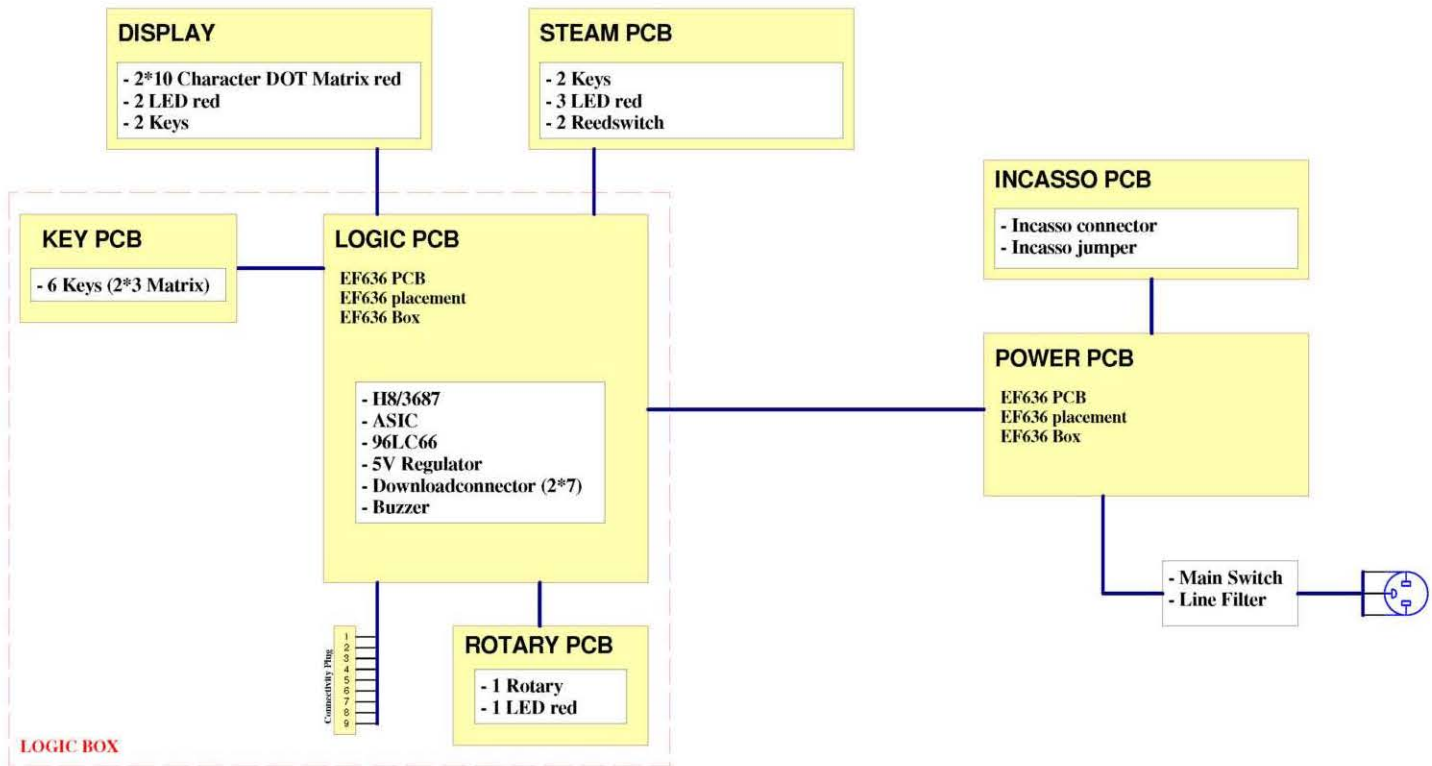 DISPLAY
- 2*10 Character DOT Matrix red
- 2 LED red
- 2 Keys
STEAM PCB
- 2 Keys
- 3 LED red
- 2 Reedswitch
INCASSO PCB
- Incasso connector
- Incasso jumper
KEY PCB
- 6 Keys (2*3 Matrix)
LOGIC PCB
EF636 PCB
EF636 placement
EF636 Box
- H8/3687
- ASIC
- 96LC66
- 5V Regulator
- Downloadconnector (2*7)
- Buzzer
POWER PCB
EF636 PCB
EF636 placement
EF636 Box
- Main Switch
- Line Filter
Connectivity Plug
1
2
3
4
5
6
7
8
9
ROTARY PCB
- 1 Rotary
- 1 LED red
LOGIC BOX